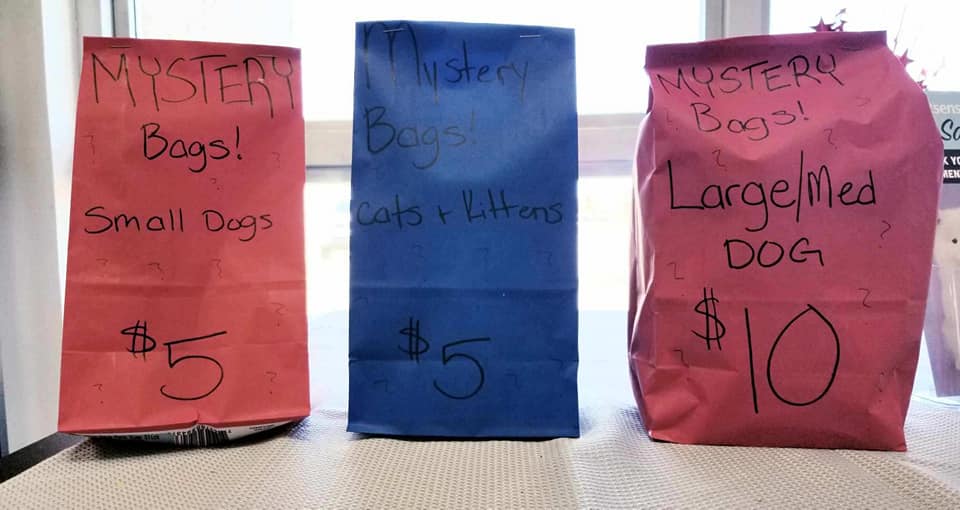 MYSTERY
Bags!
Small Dogs
$5
Mystery
Bags!
Cats + Kittens
$5
MYSTERY
Bags!
Large/Med
DOG
$10